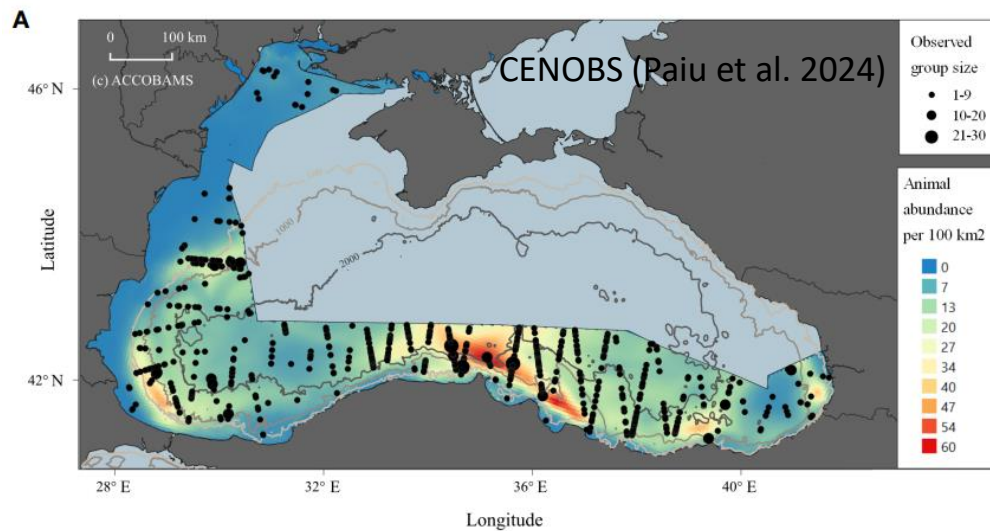 A
0 100 km
(c) ACCOBAMS
CENOBS (Paiu et al. 2024)
Observed
group size
1-9
10-20
21-30
Animal
abundance
per 100 km2
0
7
13
20
27
34
40
47
54
60
46° N
42° N
Latitude
1000
2000
28° E
32° E
36° E
40° E
Longitude